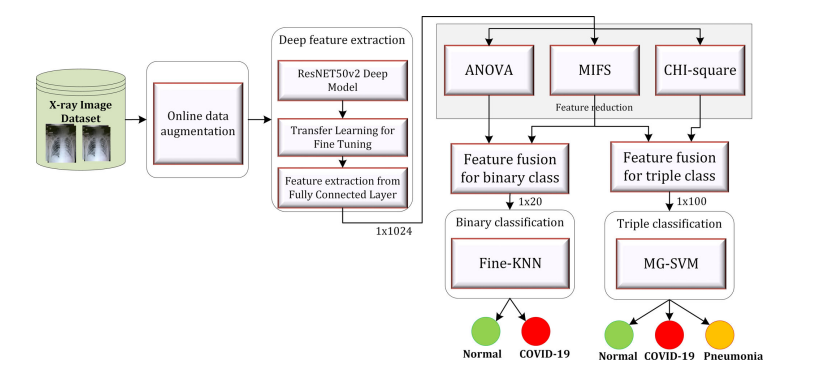 X-ray Image
Dataset
Online data
augmentation
Deep feature extraction
ResNET50v2 Deep
Model
Transfer Learning for
Fine Tuning
Feature extraction from
Fully Connected Layer
1x1024
ANOVA
MIFS
CHI-square
Feature reduction
Feature fusion
for binary class
Feature fusion
for triple class
1x20
1x100
Binary classification
Triple classification
Fine-KNN
MG-SVM
Normal
COVID-19
Normal
COVID-19
Pneumonia